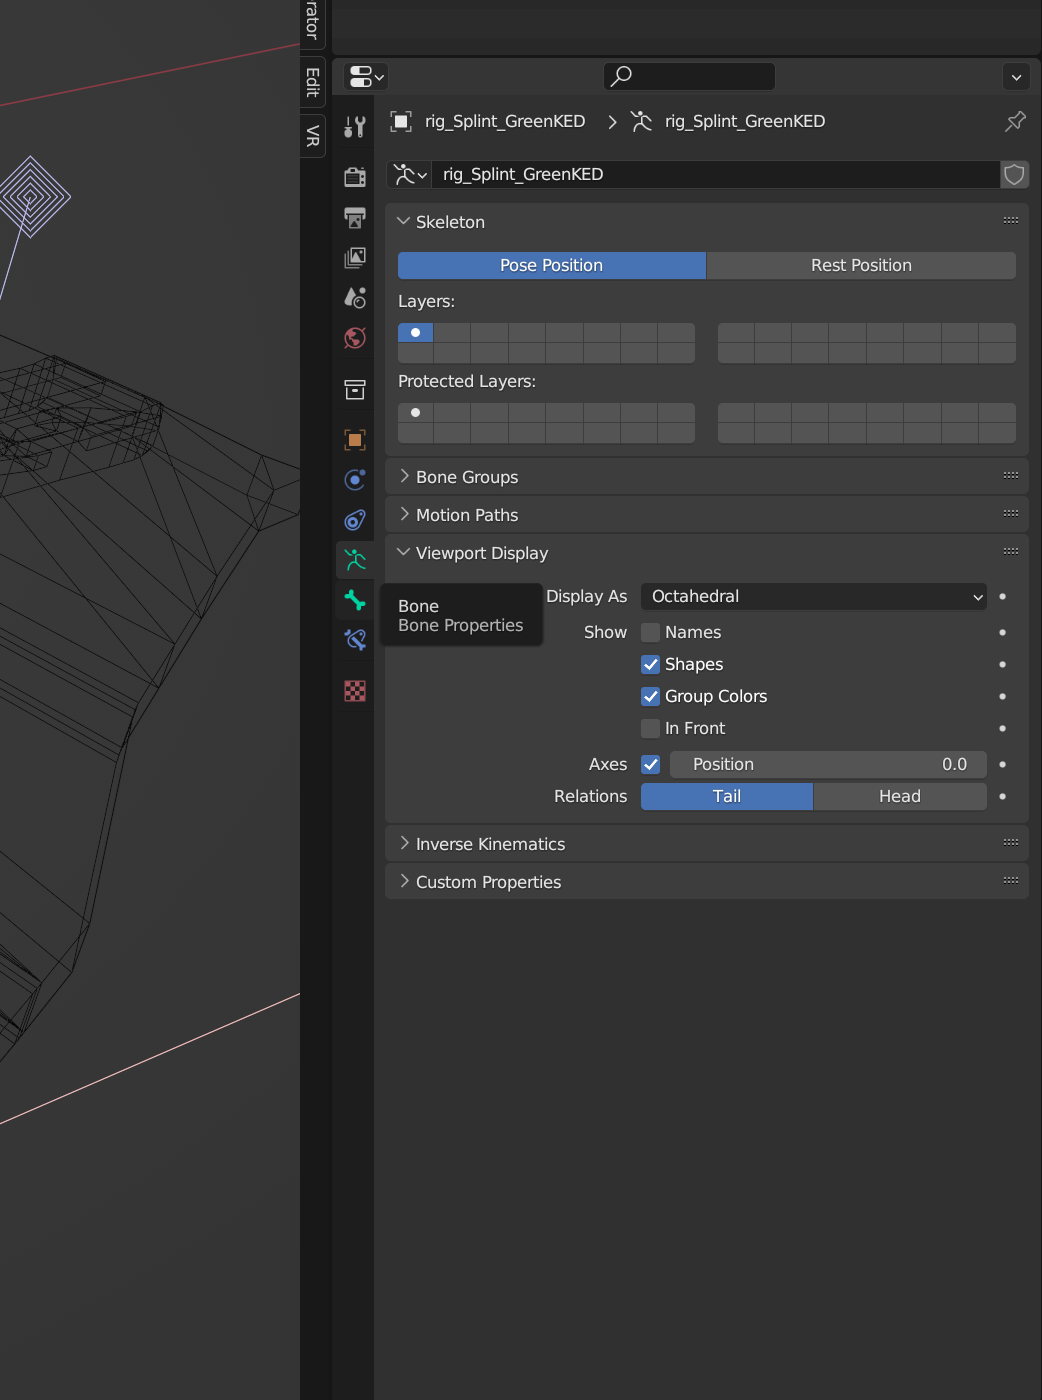 rator
Edit
VR
rig_Splint_GreenKED
rig_Splint_GreenKED
rig_Splint_GreenKED
Skeleton
Pose Position
Rest Position
Layers:
Protected Layers:
Bone Groups
Motion Paths
Viewport Display
Display As
Octahedral
Bone
Bone Properties
Show
Names
Shapes
Group Colors
In Front
Axes
Position
0.0
Relations
Tail
Head
Inverse Kinematics
Custom Properties